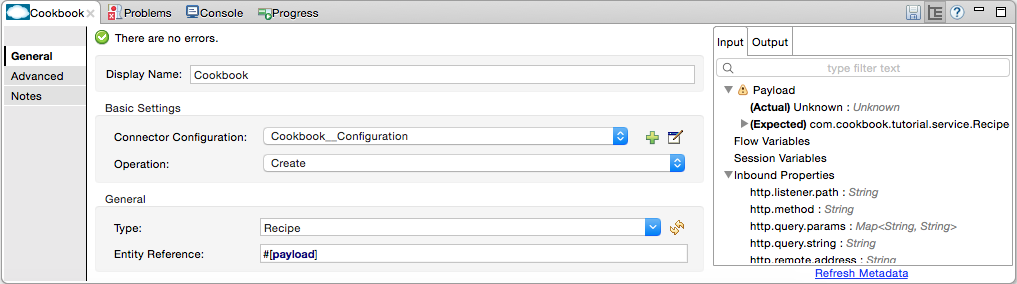 Cookbook Problems Console Progress
General
Advanced
Notes
There are no errors.
Display Name: Cookbook
Basic Settings
Connector Configuration: Cookbook__Configuration
Operation: Create
General
Type: Recipe
Entity Reference: #[payload]
Input Output
type filter text
Payload
(Actual) Unknown : Unknown
(Expected) com.cookbook.tutorial.service.Recipe
Flow Variables
Session Variables
Inbound Properties
http.listener.path : String
http.method : String
http.query.params : Map<String, String>
http.query.string : String
http.remote.address : String
Refresh Metadata